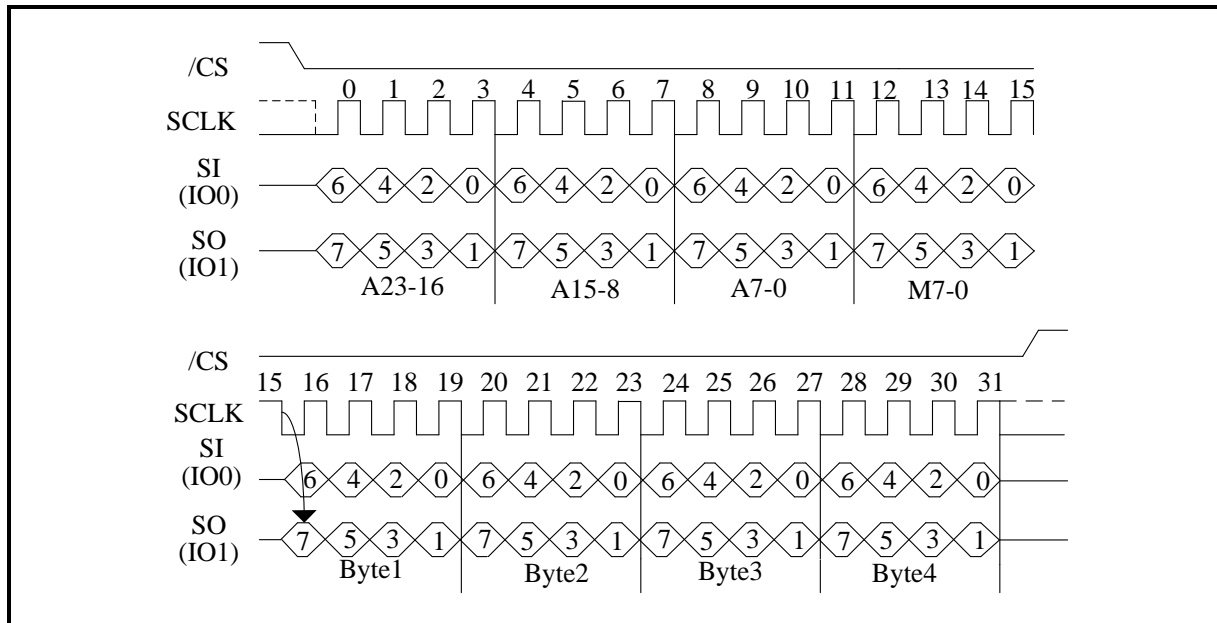 /CS
0 1 2 3 4 5 6 7 8 9 10 11 12 13 14 15
SCLK
SI
(IO0)
6 4 2 0 6 4 2 0 6 4 2 0 6 4 2 0
SO
(IO1)
7 5 3 1 7 5 3 1 7 5 3 1 7 5 3 1
A23-16 A15-8 A7-0 M7-0
/CS
15 16 17 18 19 20 21 22 23 24 25 26 27 28 29 30 31
SCLK
SI
(IO0)
6 4 2 0 6 4 2 0 6 4 2 0 6 4 2 0
SO
(IO1)
7 5 3 1 7 5 3 1 7 5 3 1 7 5 3 1
Byte1 Byte2 Byte3 Byte4